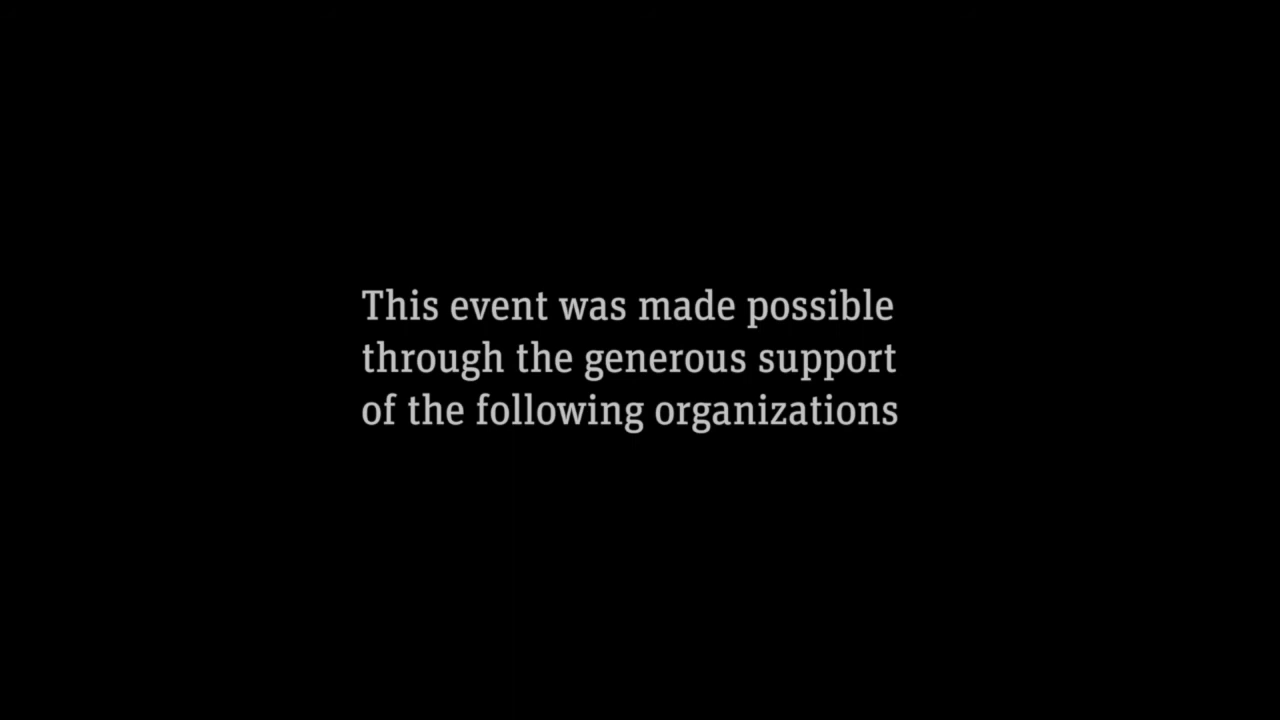 This event was made possible
through the generous support
of the following organizations